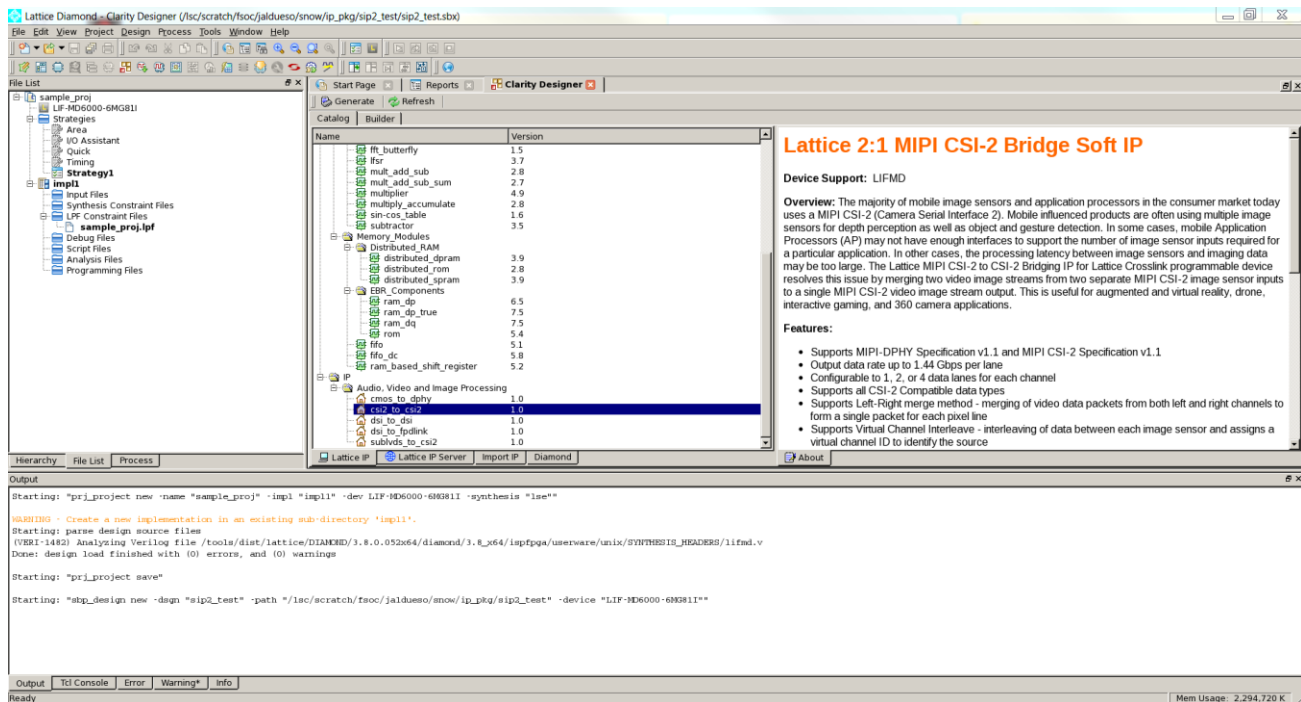 Lattice Diamond - Clarity Designer (/lsc/scratch/fsoc/jaldueso/snow/ip_pkg/sip2_test/sip2_test.sbx)
File Edit View Project Design Process Tools Window Help
File List
sample_proj
LIF-MD6000-6MG81I
Strategies
Area
I/O Assistant
Quick
Timing
Strategy1
impl1
Input Files
Synthesis Constraint Files
LPF Constraint Files
sample_proj.lpf
Debug Files
Script Files
Analysis Files
Programming Files
Hierarchy File List Process
Start Page Reports Clarity Designer
Generate Refresh
Catalog Builder
Name Version
fft_butterfly 1.5
lfsr 3.7
mult_add_sub 2.8
mult_add_sub_sum 2.7
multiplier 4.9
multiply_accumulate 2.8
sin-cos_table 1.6
subtractor 3.5
Memory_Modules
Distributed_RAM
distributed_dpram 3.9
distributed_rom 2.8
distributed_spram 3.9
EBR_Components
ram_dp 6.5
ram_dp_true 7.5
ram_dq 7.5
rom 5.4
fifo 5.1
fifo_dc 5.8
ram_based_shift_register 5.2
IP
Audio, Video and Image Processing
cmos_to_dphy 1.0
csi2_to_csi2 1.0
dsi_to_dsi 1.0
dsi_to_fpdlink 1.0
sublvds_to_csi2 1.0
Lattice IP Lattice IP Server Import IP Diamond
Lattice 2:1 MIPI CSI-2 Bridge Soft IP
Device Support: LIFMD
Overview: The majority of mobile image sensors and application processors in the consumer market today
uses a MIPI CSI-2 (Camera Serial Interface 2). Mobile influenced products are often using multiple image
sensors for depth perception as well as object and gesture detection. In some cases, mobile Application
Processors (AP) may not have enough interfaces to support the number of image sensor inputs required for
a particular application. In other cases, the processing latency between image sensors and imaging data
may be too large. The Lattice MIPI CSI-2 to CSI-2 Bridging IP for Lattice Crosslink programmable device
resolves this issue by merging two video image streams from two separate MIPI CSI-2 image sensor inputs
to a single MIPI CSI-2 video image stream output. This is useful for augmented and virtual reality, drone,
interactive gaming, and 360 camera applications.
Features:
• Supports MIPI-DPHY Specification v1.1 and MIPI CSI-2 Specification v1.1
• Output data rate up to 1.44 Gbps per lane
• Configurable to 1, 2, or 4 data lanes for each channel
• Supports all CSI-2 Compatible data types
• Supports Left-Right merge method - merging of video data packets from both left and right channels to
form a single packet for each pixel line
• Supports Virtual Channel Interleave - interleaving of data between each image sensor and assigns a
virtual channel ID to identify the source
About
Output
Starting: "prj_project new -name "sample_proj" -impl "impl1" -dev LIF-MD6000-6MG81I -synthesis "lse""
WARNING - Create a new implementation in an existing sub-directory 'impl1'.
Starting: parse design source files
(VERI-1482) Analyzing Verilog file /tools/dist/lattice/DIAMOND/3.8.0.052x64/diamond/3.8_x64/ispfpga/userware/unix/SYNTHESIS_HEADERS/lifmd.v
Done: design load finished with (0) errors, and (0) warnings
Starting: "prj_project save"
Starting: "sbp_design new -dsgn "sip2_test" -path "/lsc/scratch/fsoc/jaldueso/snow/ip_pkg/sip2_test" -device "LIF-MD6000-6MG81I""
Output Tcl Console Error Warning* Info
Ready
Mem Usage: 2,294,720 K